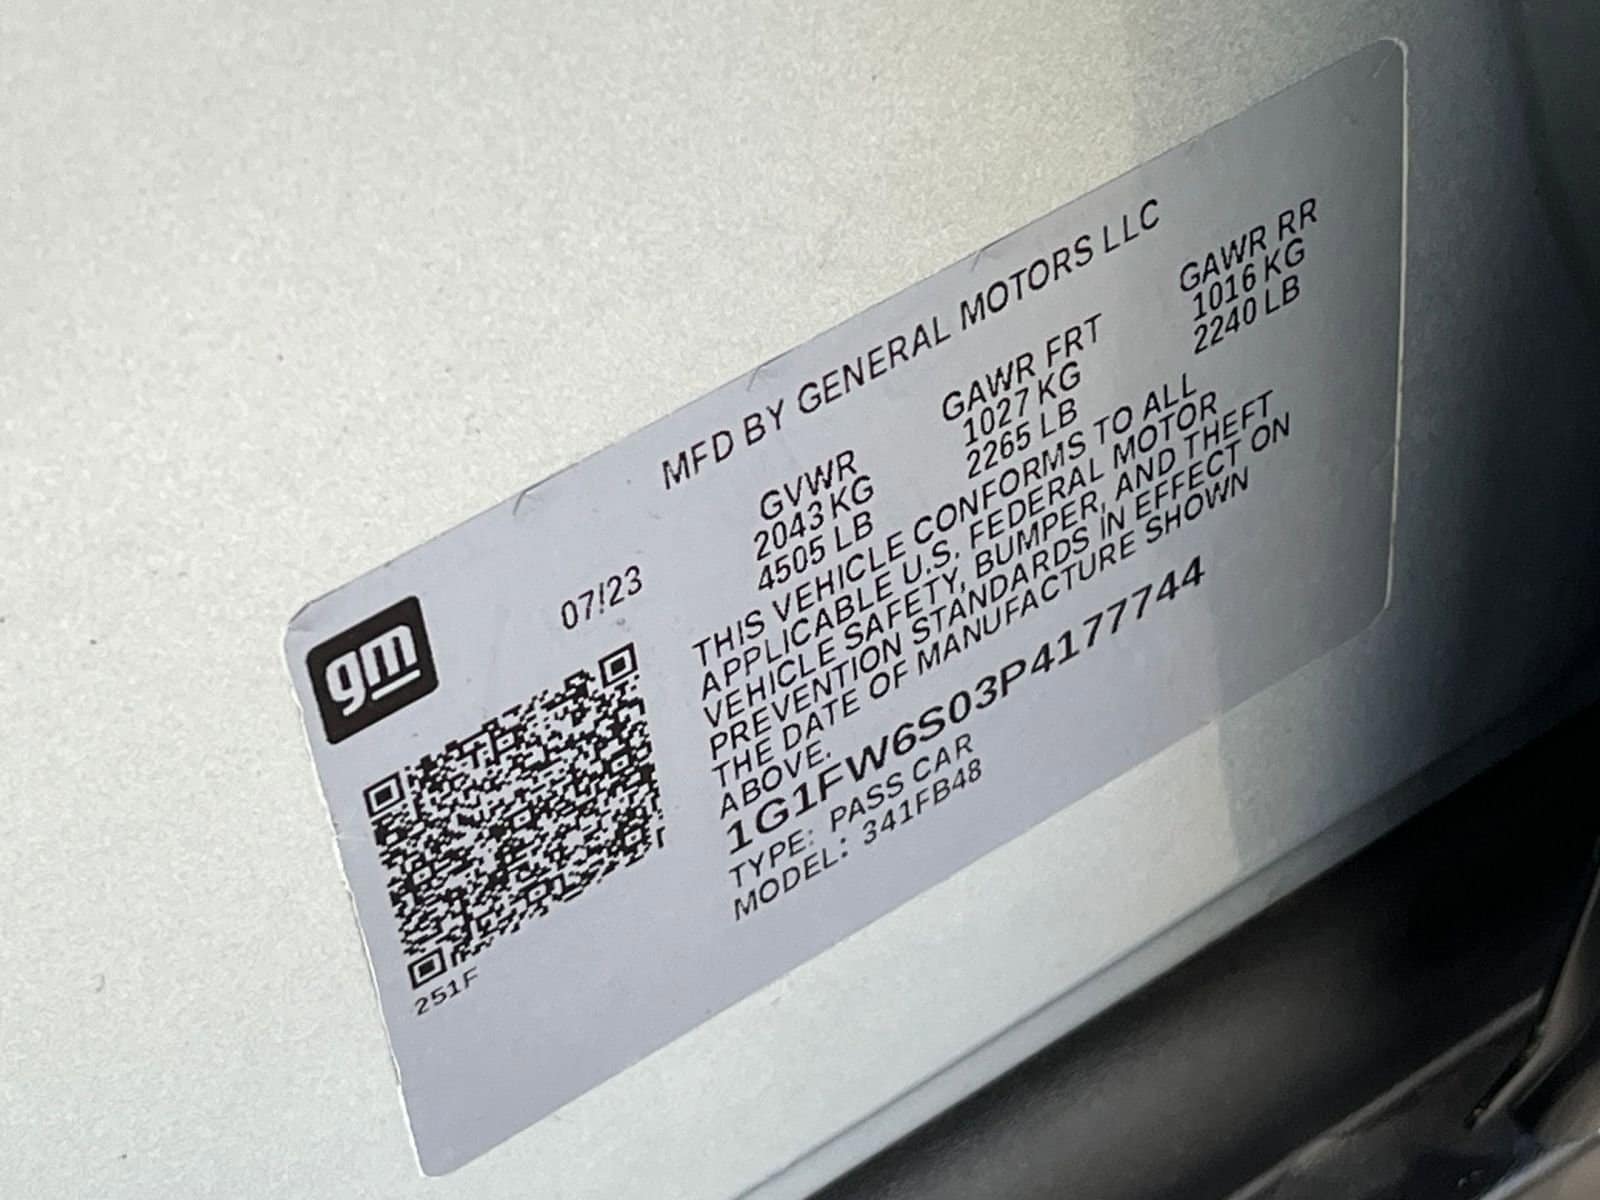 gm
07/23
MFD BY GENERAL MOTORS LLC
GVWR GAWR FRT GAWR RR
2043 KG 1027 KG 1016 KG
4505 LB 2265 LB 2240 LB
THIS VEHICLE CONFORMS TO ALL
APPLICABLE U.S. FEDERAL MOTOR
VEHICLE SAFETY, BUMPER, AND THEFT
PREVENTION STANDARDS IN EFFECT ON
THE DATE OF MANUFACTURE SHOWN
ABOVE.
1G1FW6S03P4177744
TYPE: PASS CAR
MODEL: 341FB48
251F